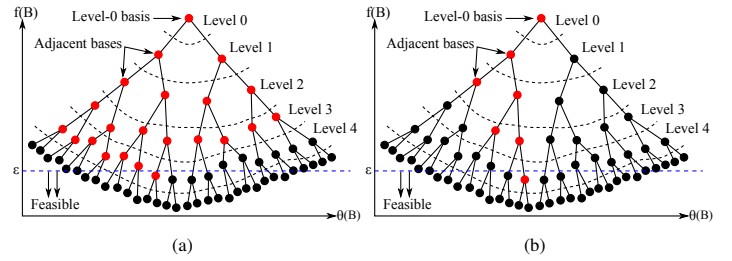 f(B)
Level-0 basis
Level 0
Adjacent bases
Level 1
Level 2
Level 3
Level 4
ε
Feasible
θ(B)
(a)
f(B)
Level-0 basis
Level 0
Adjacent bases
Level 1
Level 2
Level 3
Level 4
ε
Feasible
θ(B)
(b)